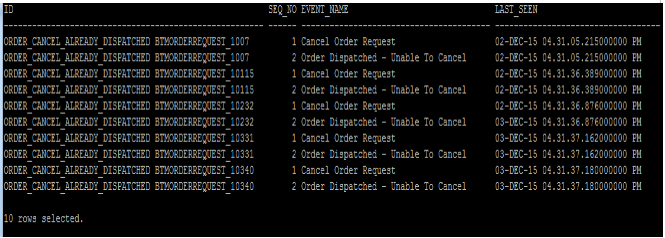 ID SEQ_NO EVENT_NAME LAST_SEEN
ORDER_CANCEL_ALREADY_DISPATCHED BTMORDERREQUEST_1007 1 Cancel Order Request 02-DEC-15 04.31.05.215000000 PM
ORDER_CANCEL_ALREADY_DISPATCHED BTMORDERREQUEST_1007 2 Order Dispatched - Unable To Cancel 02-DEC-15 04.31.05.215000000 PM
ORDER_CANCEL_ALREADY_DISPATCHED BTMORDERREQUEST_10115 1 Cancel Order Request 02-DEC-15 04.31.36.389000000 PM
ORDER_CANCEL_ALREADY_DISPATCHED BTMORDERREQUEST_10115 2 Order Dispatched - Unable To Cancel 02-DEC-15 04.31.36.389000000 PM
ORDER_CANCEL_ALREADY_DISPATCHED BTMORDERREQUEST_10232 1 Cancel Order Request 02-DEC-15 04.31.36.876000000 PM
ORDER_CANCEL_ALREADY_DISPATCHED BTMORDERREQUEST_10232 2 Order Dispatched - Unable To Cancel 03-DEC-15 04.31.36.876000000 PM
ORDER_CANCEL_ALREADY_DISPATCHED BTMORDERREQUEST_10331 1 Cancel Order Request 03-DEC-15 04.31.37.162000000 PM
ORDER_CANCEL_ALREADY_DISPATCHED BTMORDERREQUEST_10331 2 Order Dispatched - Unable To Cancel 03-DEC-15 04.31.37.162000000 PM
ORDER_CANCEL_ALREADY_DISPATCHED BTMORDERREQUEST_10340 1 Cancel Order Request 03-DEC-15 04.31.37.180000000 PM
ORDER_CANCEL_ALREADY_DISPATCHED BTMORDERREQUEST_10340 2 Order Dispatched - Unable To Cancel 03-DEC-15 04.31.37.180000000 PM
10 rows selected.